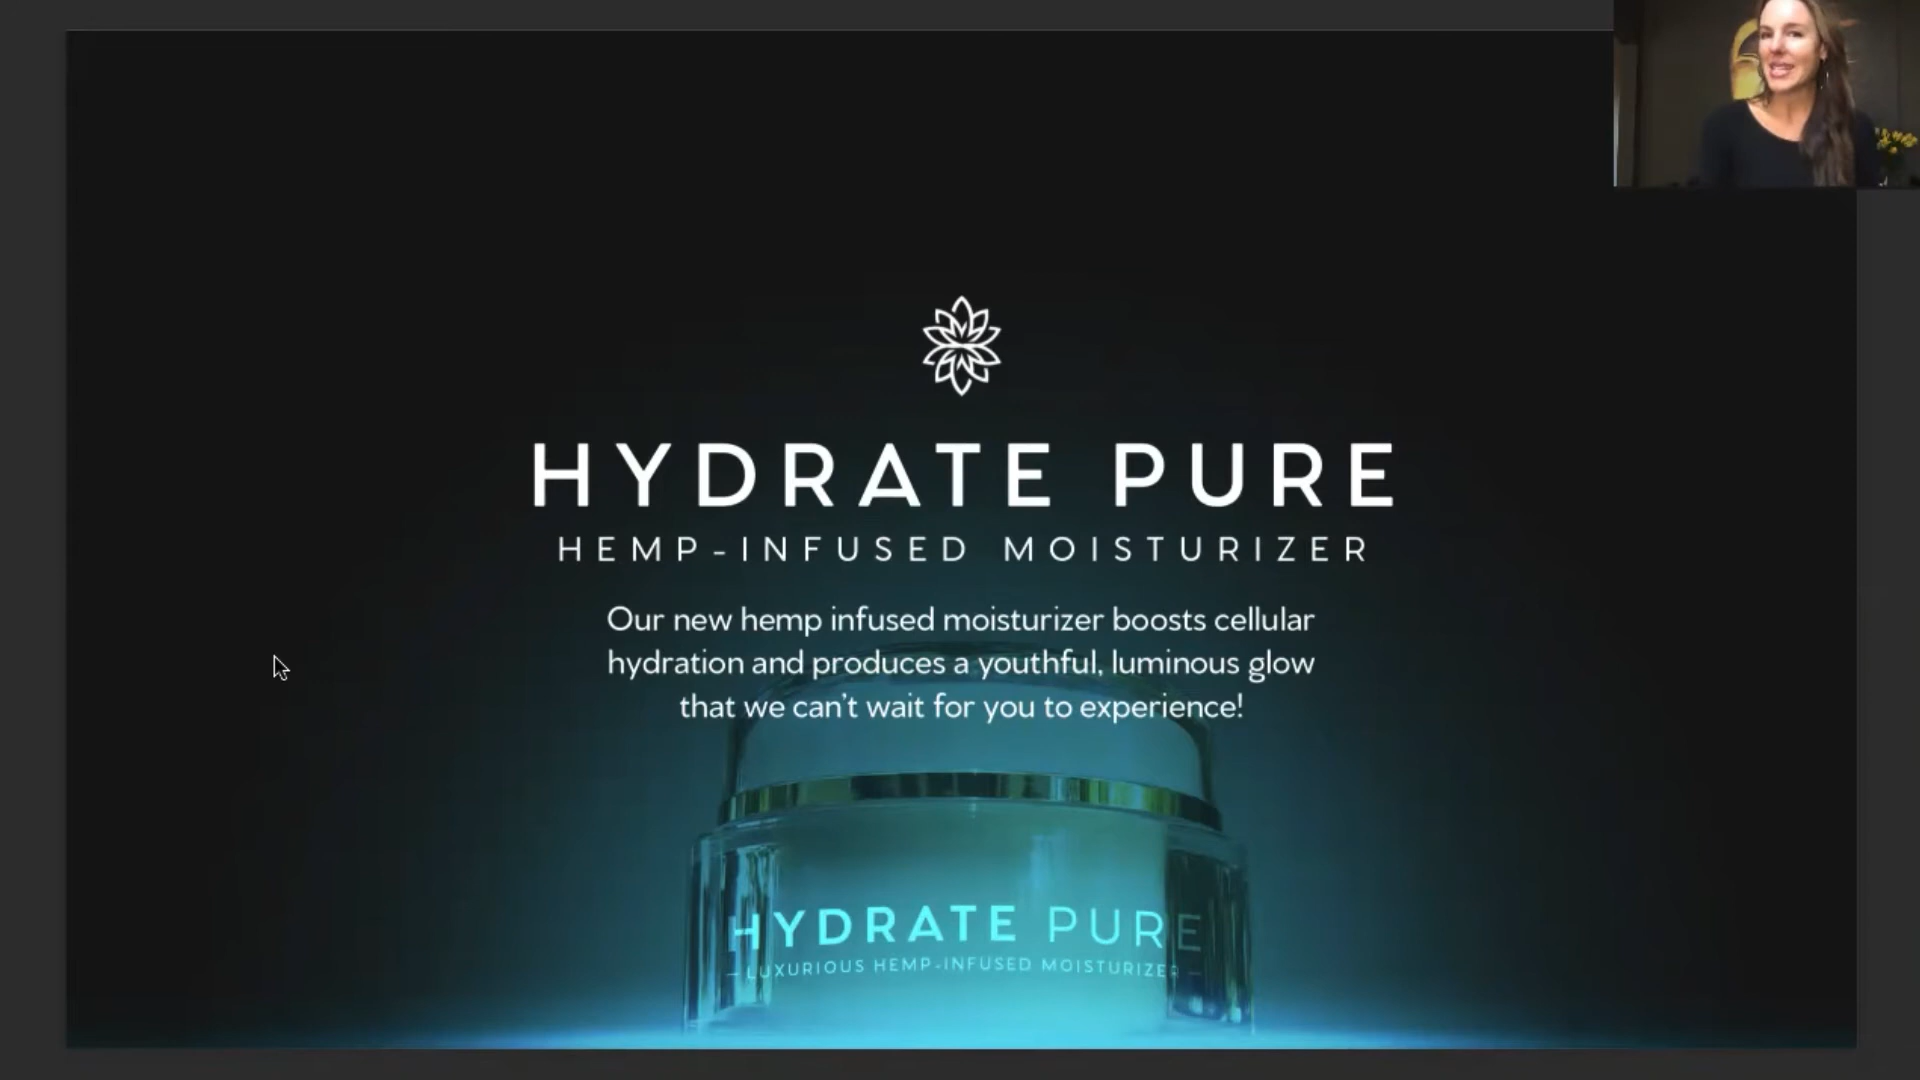 HYDRATE PURE
HEMP-INFUSED MOISTURIZER
Our new hemp infused moisturizer boosts cellular
hydration and produces a youthful, luminous glow
that we can't wait for you to experience!
HYDRATE PURE
– LUXURIOUS HEMP-INFUSED MOISTURIZER –